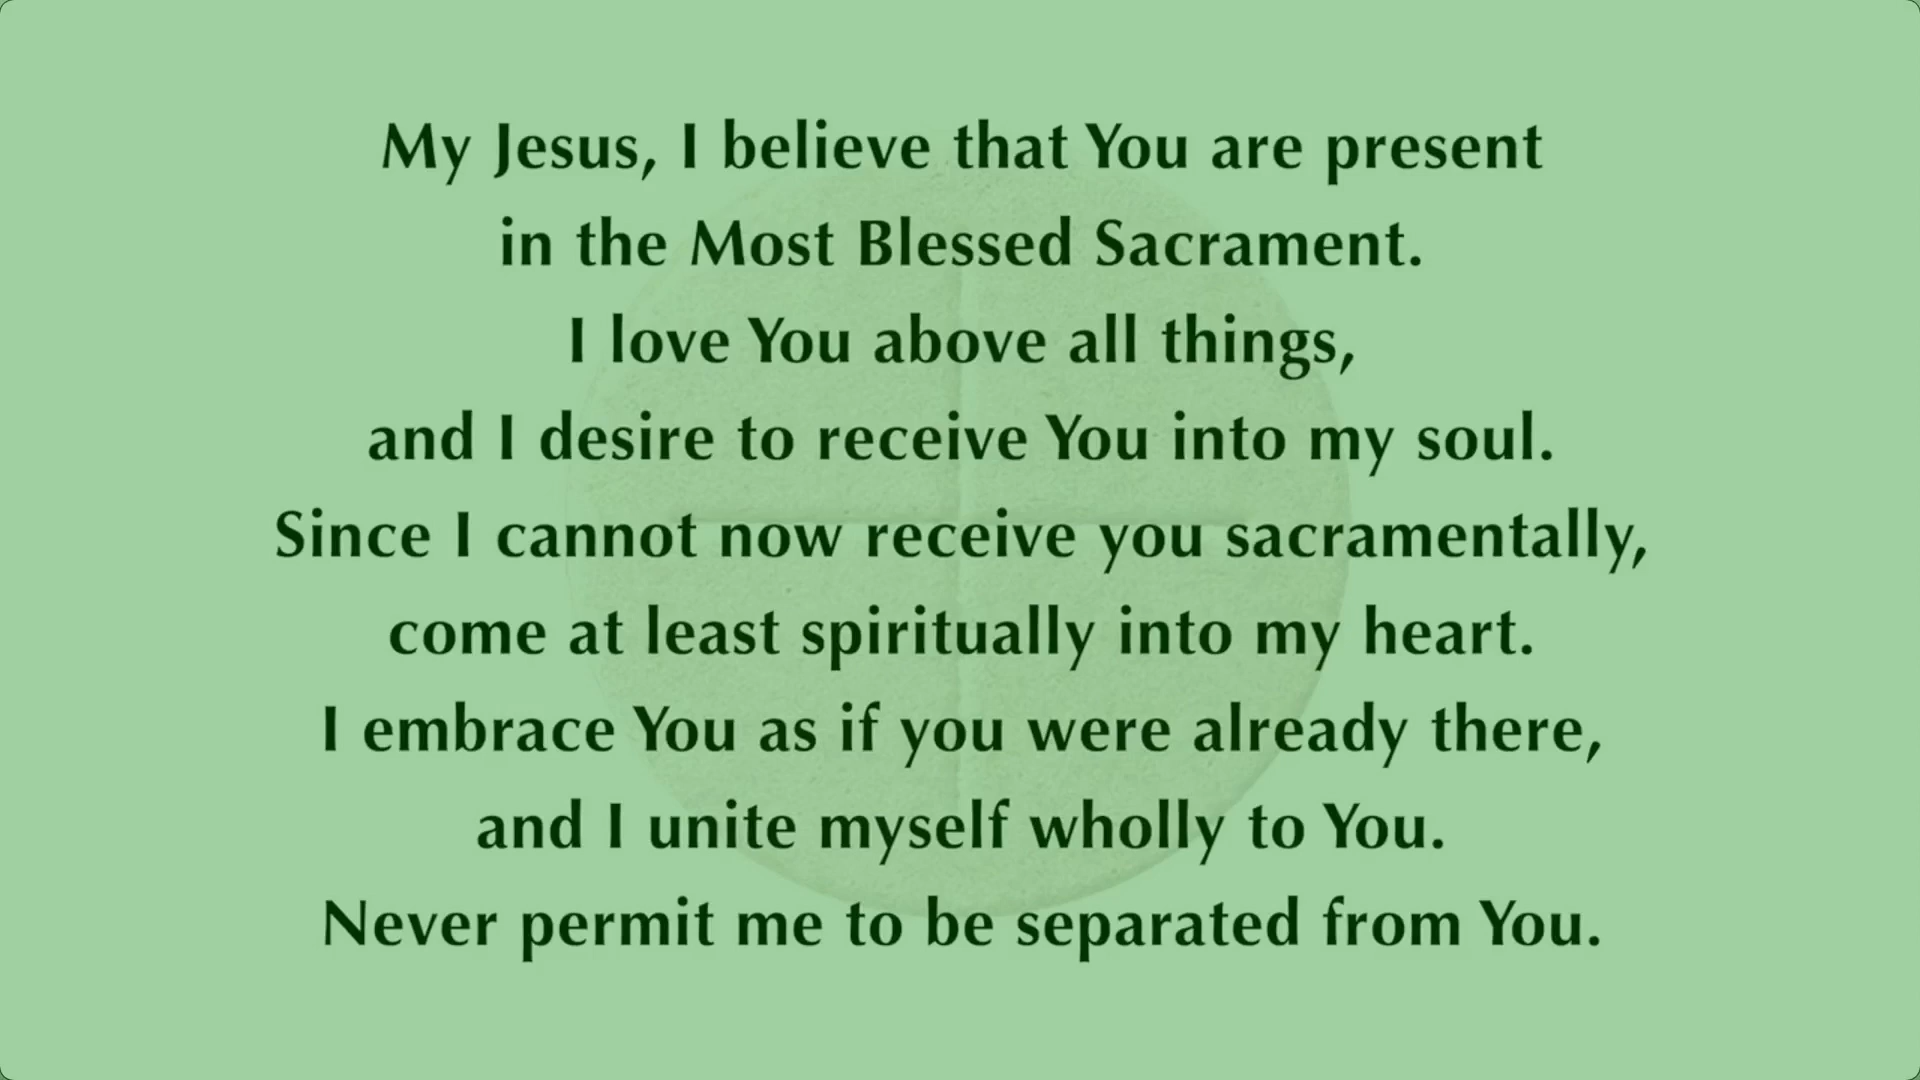 My Jesus, I believe that You are present
in the Most Blessed Sacrament.
I love You above all things,
and I desire to receive You into my soul.
Since I cannot now receive you sacramentally,
come at least spiritually into my heart.
I embrace You as if you were already there,
and I unite myself wholly to You.
Never permit me to be separated from You.